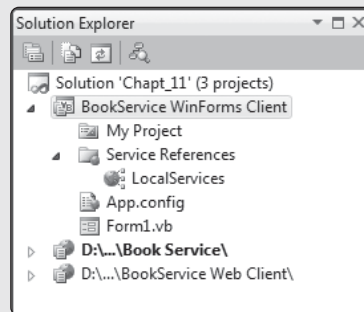 Solution Explorer
Solution 'Chapt_11' (3 projects)
BookService WinForms Client
My Project
Service References
LocalServices
App.config
Form1.vb
D:\...\Book Service\
D:\...\BookService Web Client\